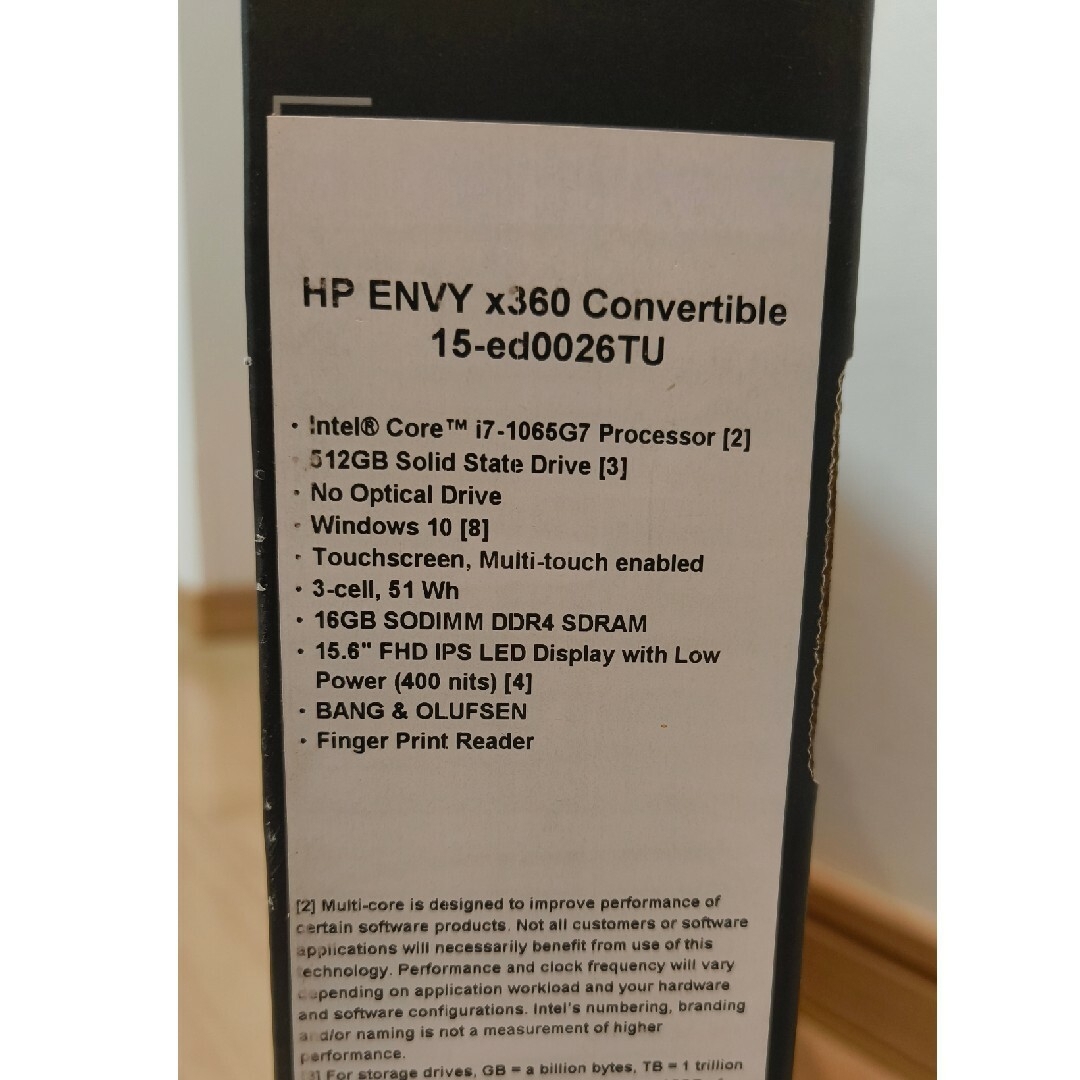 HP ENVY x360 Convertible
15-ed0026TU
· Intel® Core™ i7-1065G7 Processor [2]
512GB Solid State Drive [3]
· No Optical Drive
· Windows 10 [8]
· Touchscreen, Multi-touch enabled
· 3-cell, 51 Wh
· 16GB SODIMM DDR4 SDRAM
· 15.6" FHD IPS LED Display with Low
Power (400 nits) [4]
· BANG & OLUFSEN
· Finger Print Reader
[2] Multi-core is designed to improve performance of
certain software products. Not all customers or software
applications will necessarily benefit from use of this
technology. Performance and clock frequency will vary
depending on application workload and your hardware
and software configurations. Intel's numbering, branding
and/or naming is not a measurement of higher
performance.
[3] For storage drives, GB = a billion bytes, TB = 1 trillion